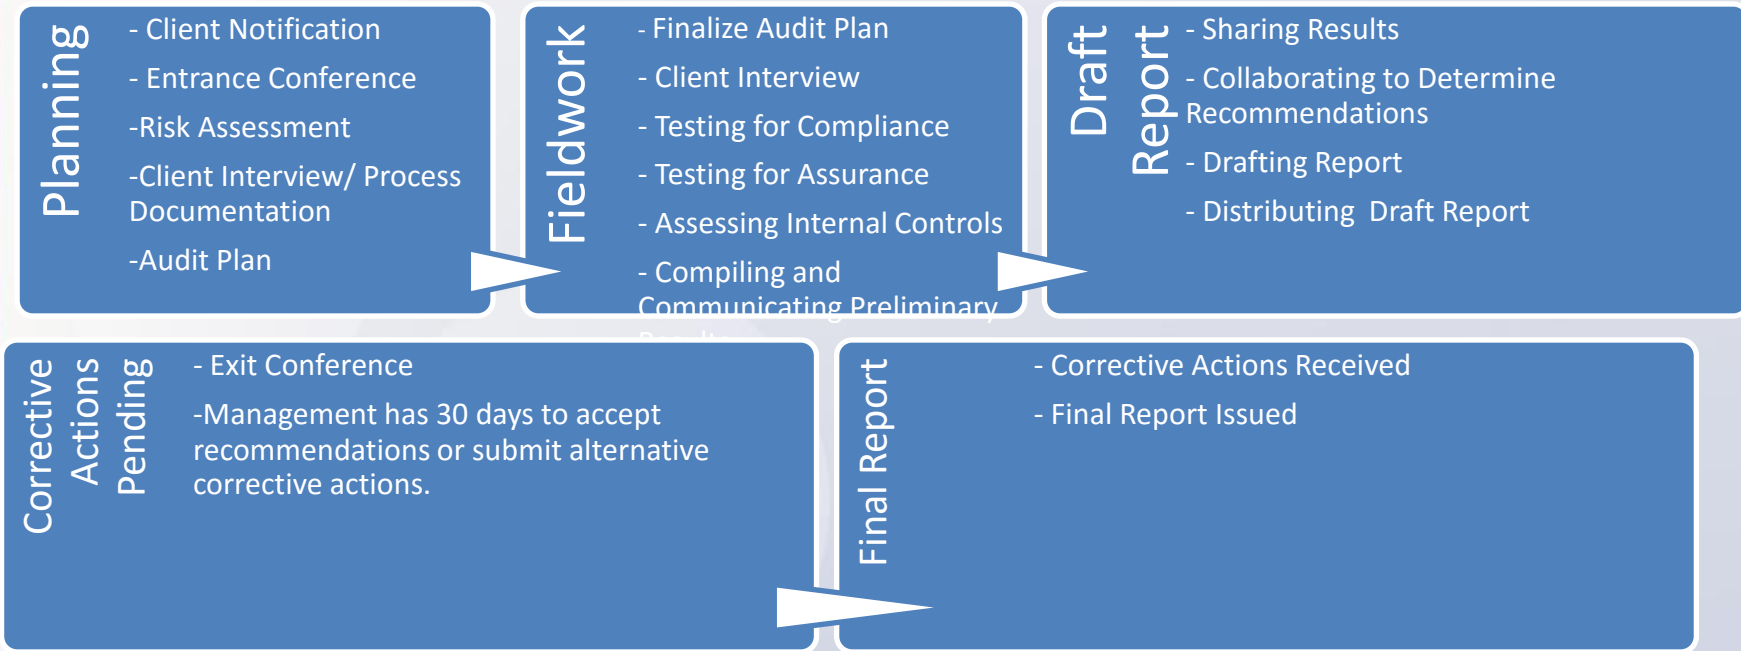 Planning
- Client Notification
- Entrance Conference
-Risk Assessment
-Client Interview/ Process
Documentation
-Audit Plan
Fieldwork
- Finalize Audit Plan
- Client Interview
- Testing for Compliance
- Testing for Assurance
- Assessing Internal Controls
- Compiling and
Communicating Preliminary
Draft
Report
- Sharing Results
- Collaborating to Determine
Recommendations
- Drafting Report
- Distributing  Draft Report
Corrective
Actions
Pending
- Exit Conference
-Management has 30 days to accept
recommendations or submit alternative
corrective actions.
Final Report
- Corrective Actions Received
- Final Report Issued